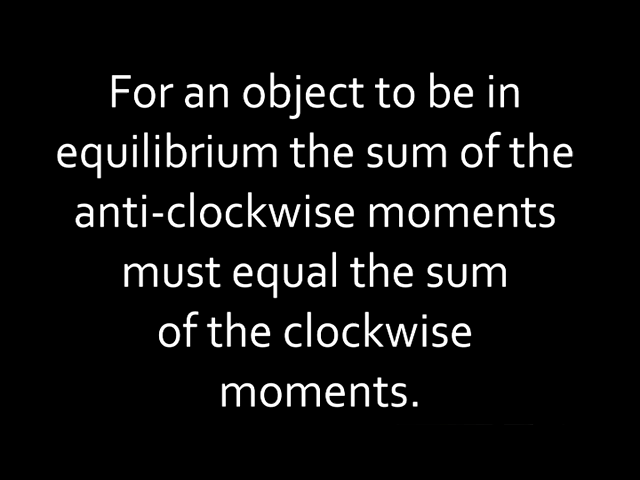 For an object to be in
equilibrium the sum of the
anti-clockwise moments
must equal the sum
of the clockwise
moments.